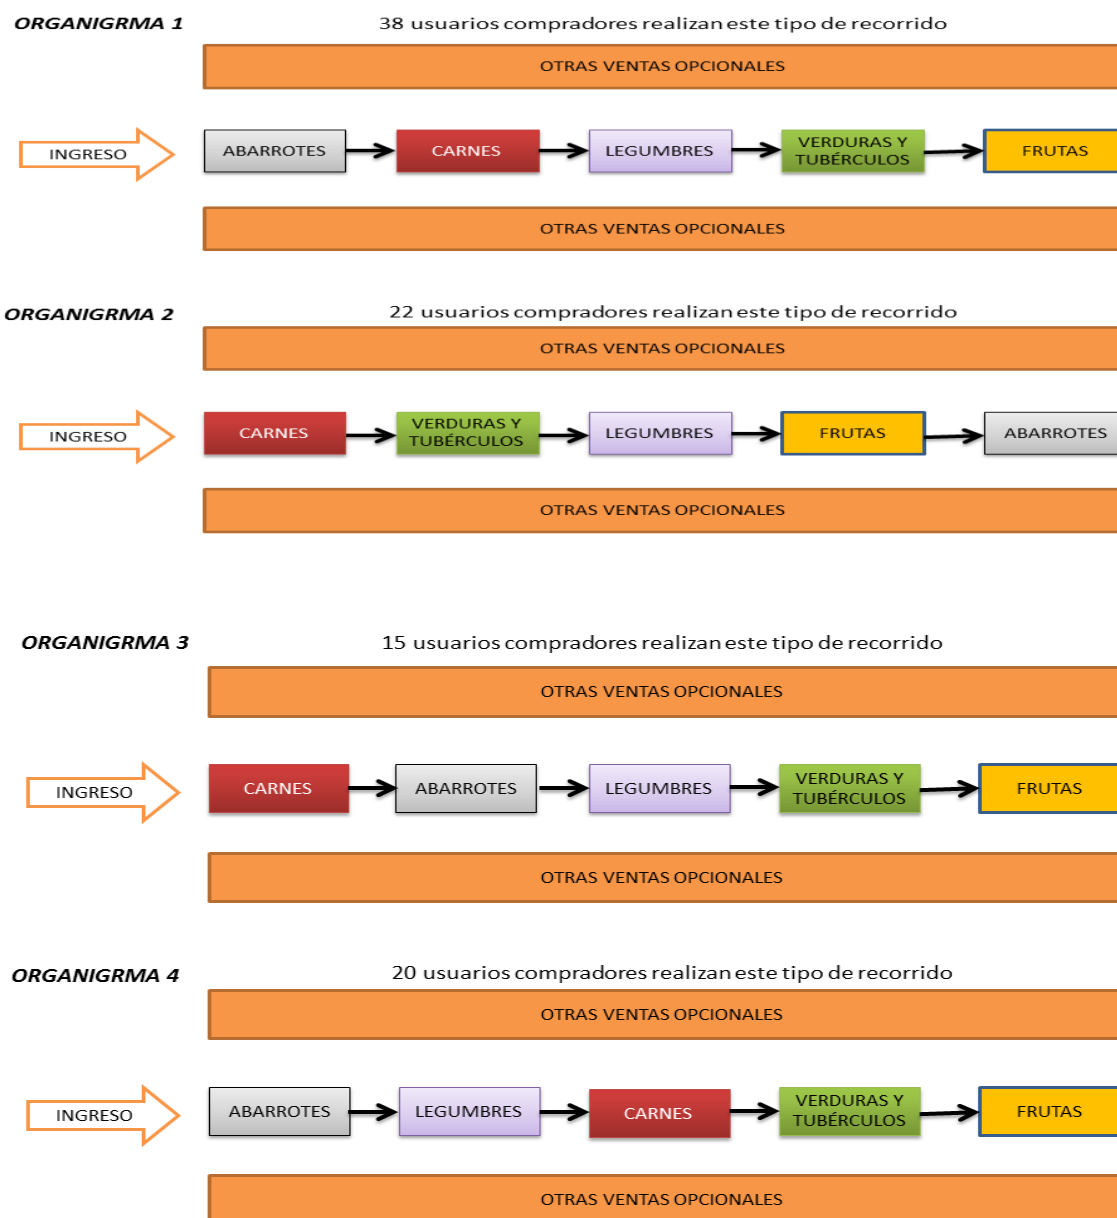 ORGANIGRMA 1
38 usuarios compradores realizan este tipo de recorrido
OTRAS VENTAS OPCIONALES
INGRESO
ABARROTES
CARNES
LEGUMBRES
VERDURAS Y
TUBÉRCULOS
FRUTAS
OTRAS VENTAS OPCIONALES
ORGANIGRMA 2
22 usuarios compradores realizan este tipo de recorrido
OTRAS VENTAS OPCIONALES
INGRESO
CARNES
VERDURAS Y
TUBÉRCULOS
LEGUMBRES
FRUTAS
ABARROTES
OTRAS VENTAS OPCIONALES
ORGANIGRMA 3
15 usuarios compradores realizan este tipo de recorrido
OTRAS VENTAS OPCIONALES
INGRESO
CARNES
ABARROTES
LEGUMBRES
VERDURAS Y
TUBÉRCULOS
FRUTAS
OTRAS VENTAS OPCIONALES
ORGANIGRMA 4
20 usuarios compradores realizan este tipo de recorrido
OTRAS VENTAS OPCIONALES
INGRESO
ABARROTES
LEGUMBRES
CARNES
VERDURAS Y
TUBÉRCULOS
FRUTAS
OTRAS VENTAS OPCIONALES